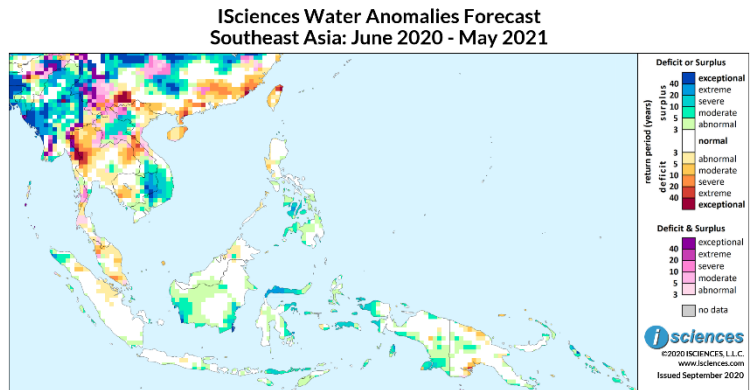 ISciences Water Anomalies Forecast
Southeast Asia: June 2020 - May 2021
Deficit or Surplus
return period (years)
surplus
40
20
10
5
3
exceptional
extreme
severe
moderate
abnormal
normal
deficit
3
5
10
20
40
abnormal
moderate
severe
extreme
exceptional
Deficit & Surplus
40
20
10
5
3
exceptional
extreme
severe
moderate
abnormal
no data
isciences
©2020 ISCIENCES, L.L.C.
www.isciences.com
Issued September 2020